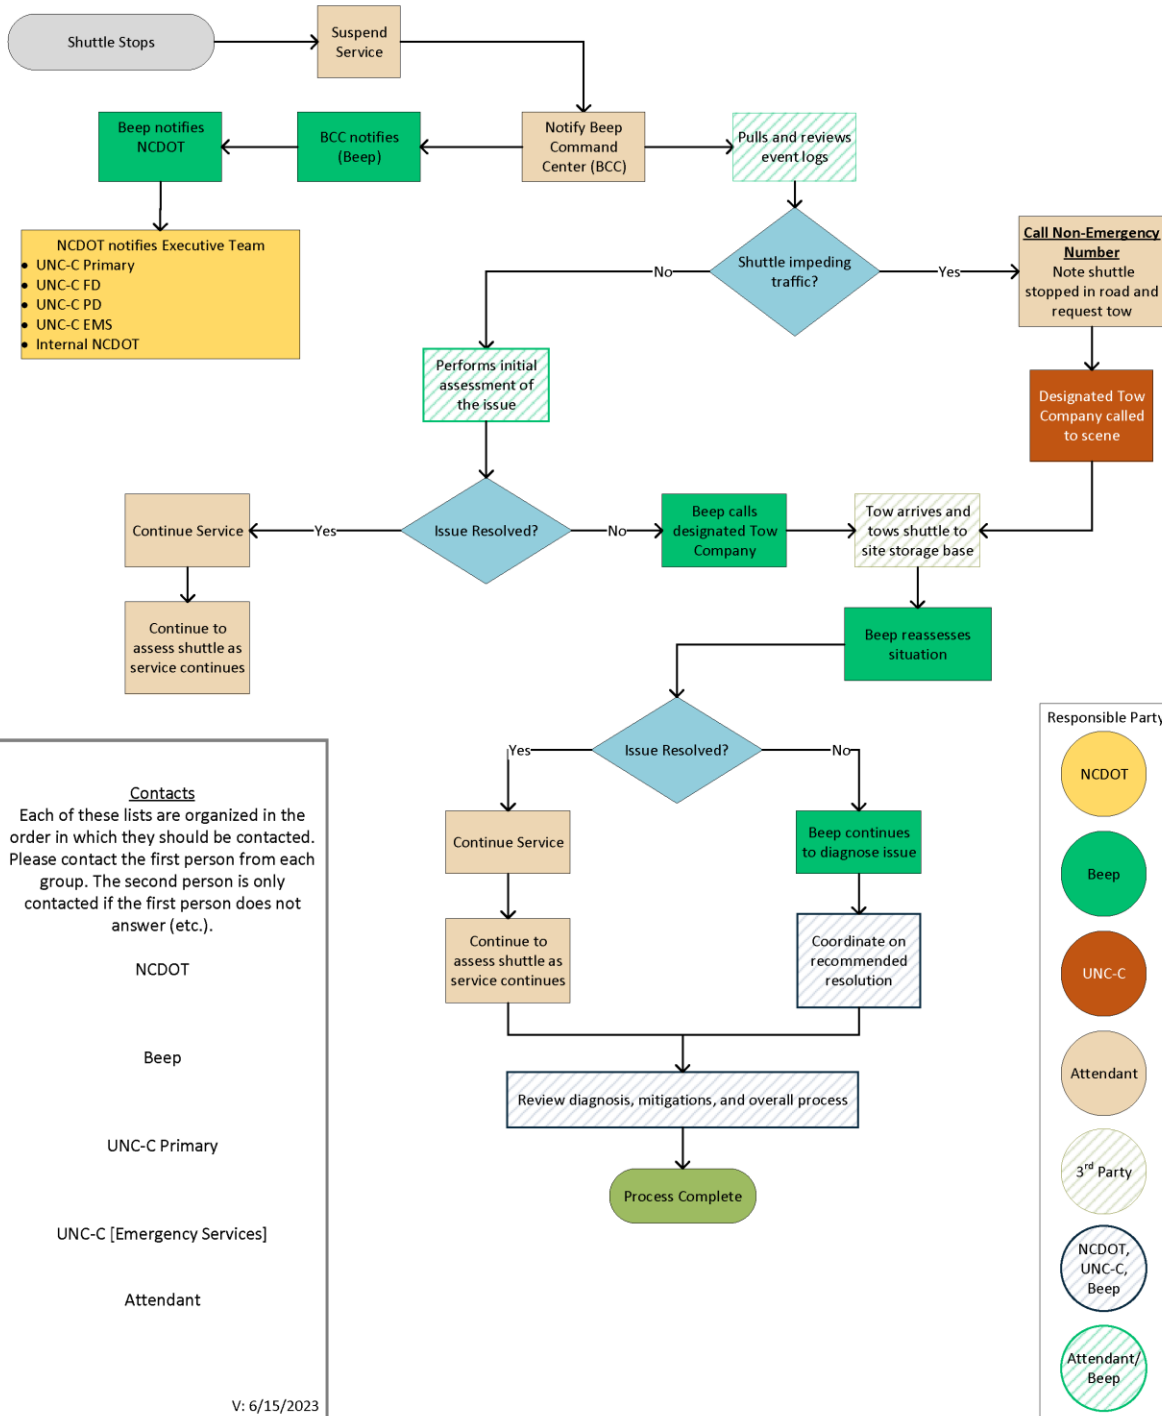 Shuttle Stops
Suspend
Service
Beep notifies
NCDOT
BCC notifies
(Beep)
Notify Beep
Command
Center (BCC)
Pulls and reviews
event logs
NCDOT notifies Executive Team
• UNC-C Primary
• UNC-C FD
• UNC-C PD
• UNC-C EMS
• Internal NCDOT
No
Shuttle impeding
traffic?
Yes
Call Non-Emergency
Number
Note shuttle
stopped in road and
request tow
Performs initial
assessment of
the issue
Designated Tow
Company called
to scene
Continue Service
Yes
Issue Resolved?
No
Beep calls
designated Tow
Company
Tow arrives and
tows shuttle to
site storage base
Continue to
assess shuttle as
service continues
Beep reassesses
situation
Yes
Issue Resolved?
No
Continue Service
Beep continues
to diagnose issue
Continue to
assess shuttle as
service continues
Coordinate on
recommended
resolution
Review diagnosis, mitigations, and overall process
Process Complete
Contacts
Each of these lists are organized in the
order in which they should be contacted.
Please contact the first person from each
group. The second person is only
contacted if the first person does not
answer (etc.).
NCDOT
Beep
UNC-C Primary
UNC-C [Emergency Services]
Attendant
V: 6/15/2023
Responsible Party
NCDOT
Beep
UNC-C
Attendant
3rd Party
NCDOT,
UNC-C,
Beep
Attendant/
Beep